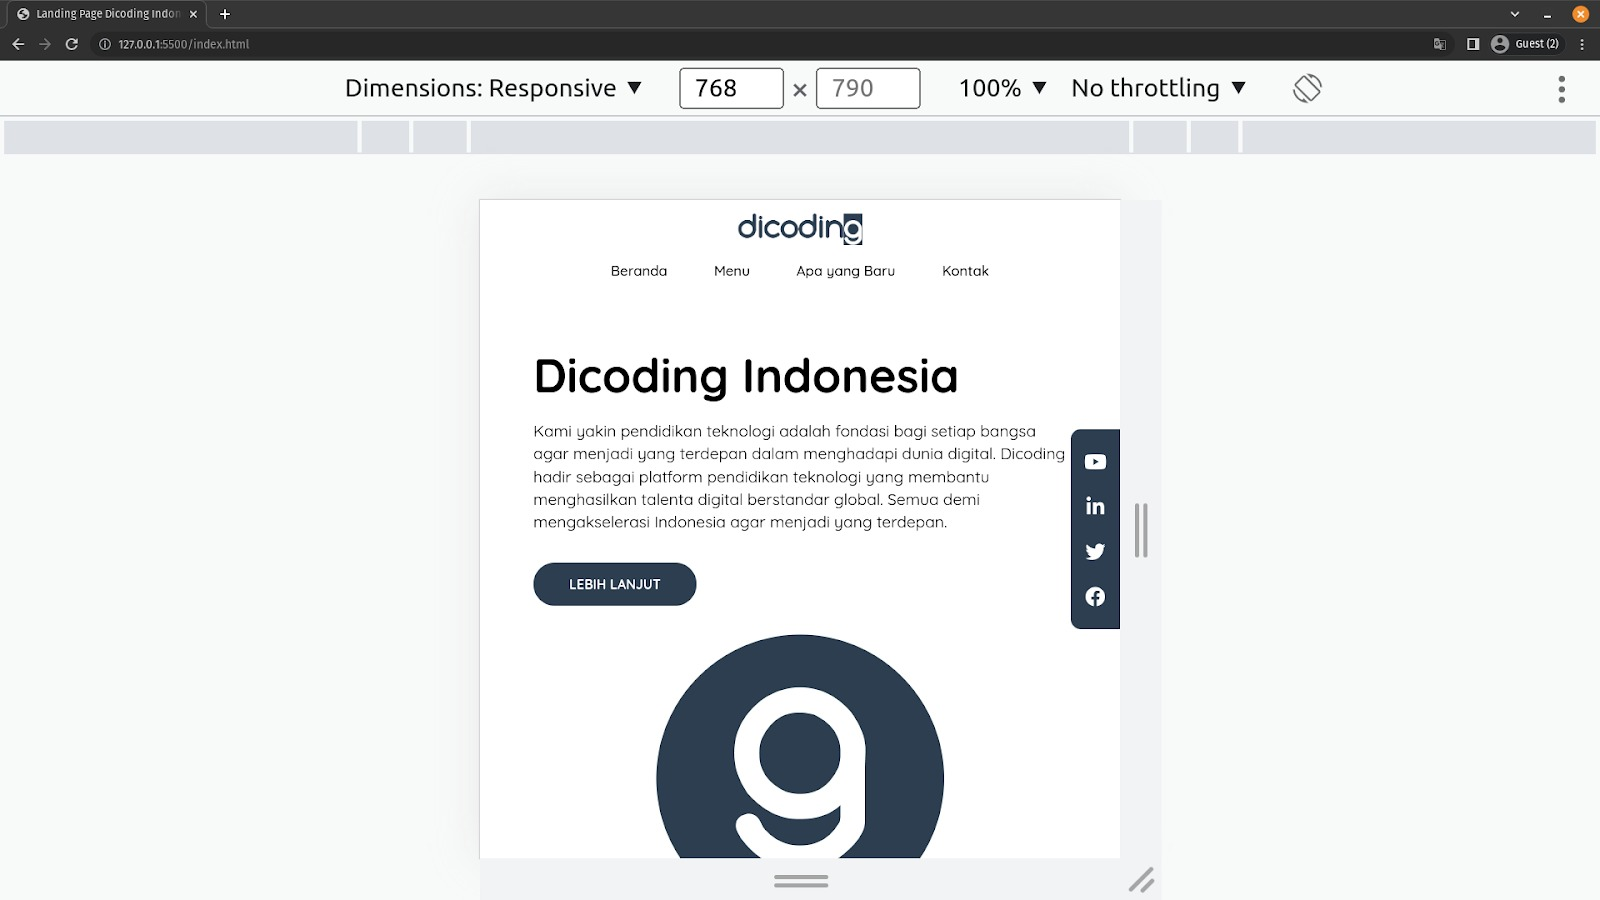 Landing Page Dicoding Indon
127.0.0.1:5500/index.html
Guest (2)
Dimensions: Responsive ▼ 768 × 790 100% ▼ No throttling ▼
dicoding
Beranda Menu Apa yang Baru Kontak
Dicoding Indonesia
Kami yakin pendidikan teknologi adalah fondasi bagi setiap bangsa
agar menjadi yang terdepan dalam menghadapi dunia digital. Dicoding
hadir sebagai platform pendidikan teknologi yang membantu
menghasilkan talenta digital berstandar global. Semua demi
mengakselerasi Indonesia agar menjadi yang terdepan.
in
LEBIH LANJUT
g